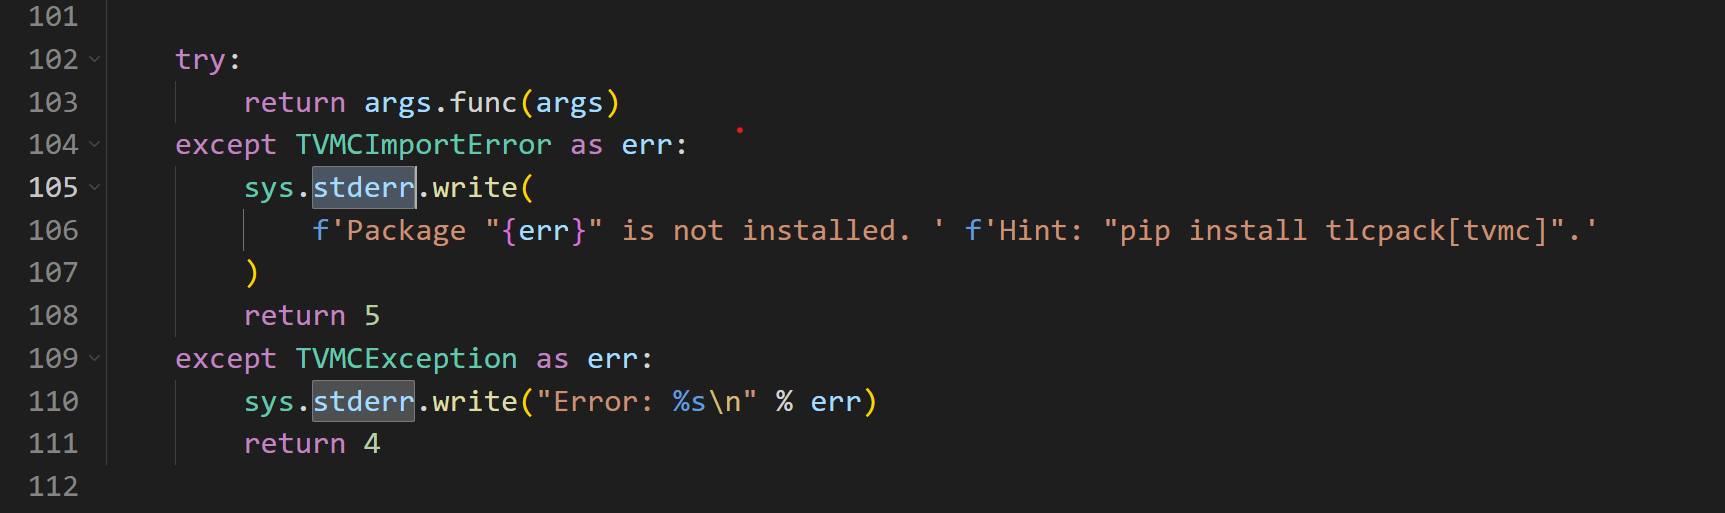 101
102 try:
103 return args.func(args)
104 except TVMCImportError as err:
105 sys.stderr.write(
106 f'Package "{err}" is not installed. ' f'Hint: "pip install tlcpack[tvmc]".'
107 )
108 return 5
109 except TVMCException as err:
110 sys.stderr.write("Error: %s\n" % err)
111 return 4
112